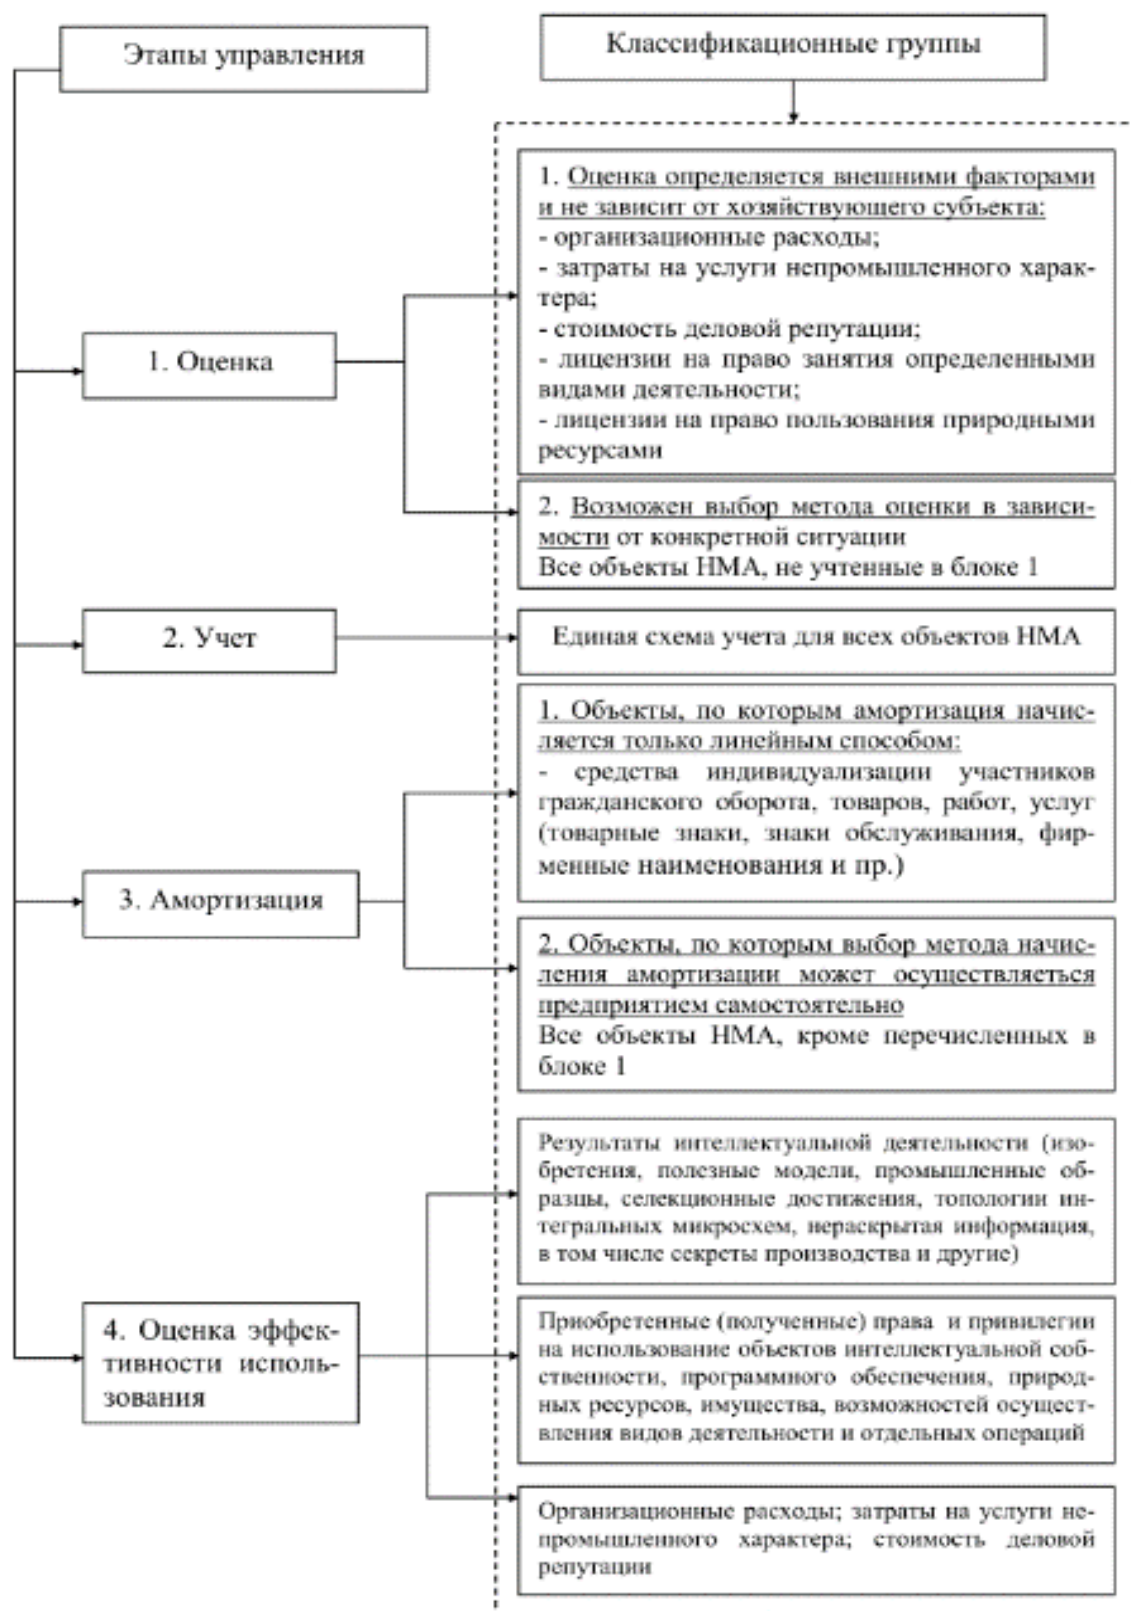 Этапы управления
Классификационные группы
1. Оценка
1. Оценка определяется внешними факторами
и не зависит от хозяйствующего субъекта:
- организационные расходы;
- затраты на услуги непромышленного харак-
тера;
- стоимость деловой репутации;
- лицензии на право занятия определенными
видами деятельности;
- лицензии на право пользования природными
ресурсами
2. Возможен выбор метода оценки в зависи-
мости от конкретной ситуации
Все объекты НМА, не учтенные в блоке 1
2. Учет
Единая схема учета для всех объектов НМА
3. Амортизация
1. Объекты, по которым амортизация начис-
ляется только линейным способом:
- средства индивидуализации участников
гражданского оборота, товаров, работ, услуг
(товарные знаки, знаки обслуживания, фир-
менные наименования и пр.)
2. Объекты, по которым выбор метода начис-
ления амортизации может осуществляеться
предприятием самостоятельно
Все объекты НМА, кроме перечисленных в
блоке 1
4. Оценка эффек-
тивности исполь-
зования
Результаты интеллектуальной деятельности (изо-
бретения, полезные модели, промышленные об-
разцы, селекционные достижения, топологии ин-
тегральных микросхем, нераскрытая информация,
в том числе секреты производства и другие)
Приобретенные (полученные) права и привилегии
на использование объектов интеллектуальной соб-
ственности, программного обеспечения, природ-
ных ресурсов, имущества, возможностей осущест-
вления видов деятельности и отдельных операций
Организационные расходы; затраты на услуги не-
промышленного характера; стоимость деловой
репутации